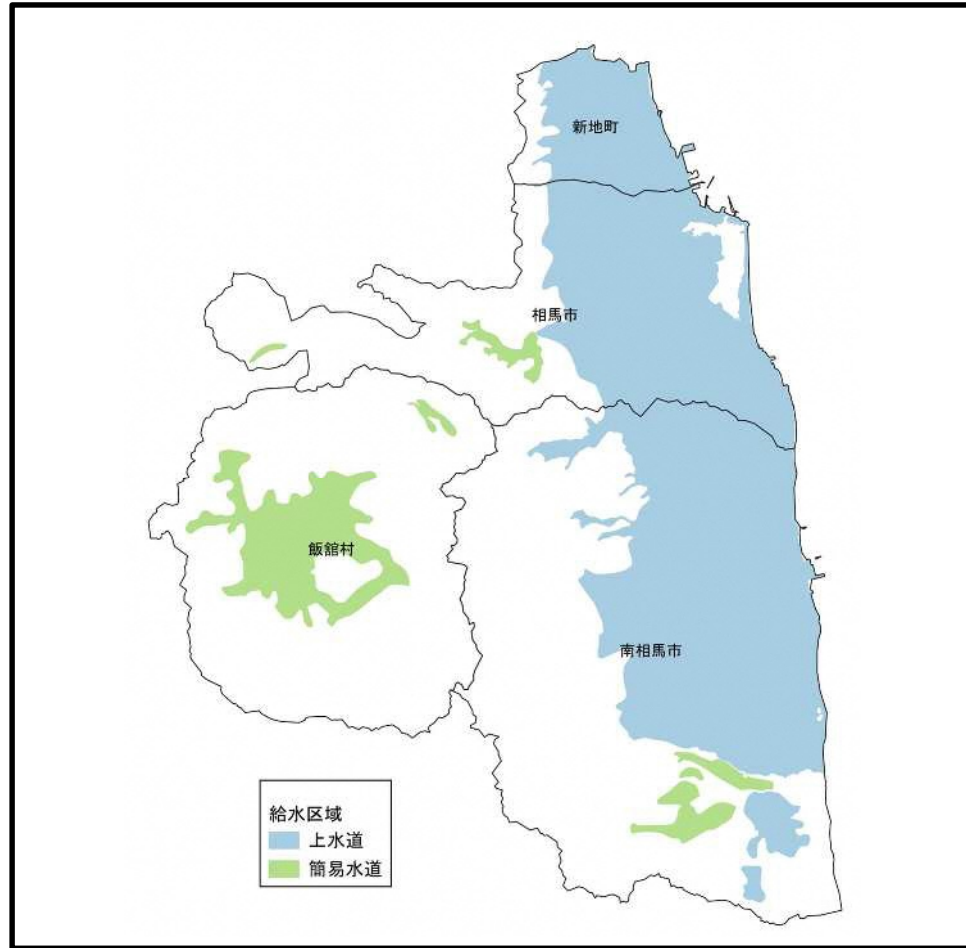 新地町
相馬市
飯舘村
南相馬市
給水区域
上水道
簡易水道